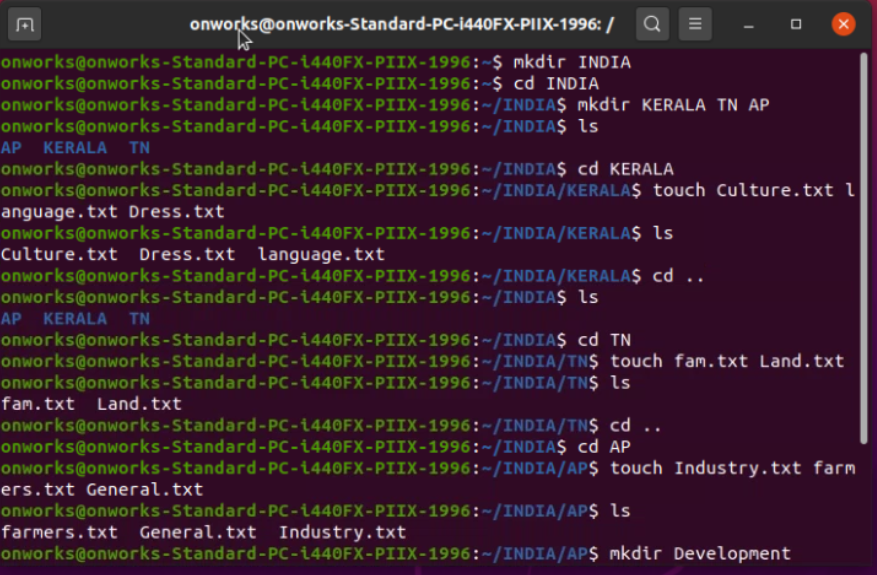 onworks@onworks-Standard-PC-i440FX-PIIX-1996: /
onworks@onworks-Standard-PC-i440FX-PIIX-1996:~$ mkdir INDIA
onworks@onworks-Standard-PC-i440FX-PIIX-1996:~$ cd INDIA
onworks@onworks-Standard-PC-i440FX-PIIX-1996:~/INDIA$ mkdir KERALA TN AP
onworks@onworks-Standard-PC-i440FX-PIIX-1996:~/INDIA$ ls
AP  KERALA  TN
onworks@onworks-Standard-PC-i440FX-PIIX-1996:~/INDIA$ cd KERALA
onworks@onworks-Standard-PC-i440FX-PIIX-1996:~/INDIA/KERALA$ touch Culture.txt l
anguage.txt Dress.txt
onworks@onworks-Standard-PC-i440FX-PIIX-1996:~/INDIA/KERALA$ ls
Culture.txt  Dress.txt  language.txt
onworks@onworks-Standard-PC-i440FX-PIIX-1996:~/INDIA/KERALA$ cd ..
onworks@onworks-Standard-PC-i440FX-PIIX-1996:~/INDIA$ ls
AP  KERALA  TN
onworks@onworks-Standard-PC-i440FX-PIIX-1996:~/INDIA$ cd TN
onworks@onworks-Standard-PC-i440FX-PIIX-1996:~/INDIA/TN$ touch fam.txt Land.txt
onworks@onworks-Standard-PC-i440FX-PIIX-1996:~/INDIA/TN$ ls
fam.txt  Land.txt
onworks@onworks-Standard-PC-i440FX-PIIX-1996:~/INDIA/TN$ cd ..
onworks@onworks-Standard-PC-i440FX-PIIX-1996:~/INDIA$ cd AP
onworks@onworks-Standard-PC-i440FX-PIIX-1996:~/INDIA/AP$ touch Industry.txt farm
ers.txt General.txt
onworks@onworks-Standard-PC-i440FX-PIIX-1996:~/INDIA/AP$ ls
farmers.txt  General.txt  Industry.txt
onworks@onworks-Standard-PC-i440FX-PIIX-1996:~/INDIA/AP$ mkdir Development